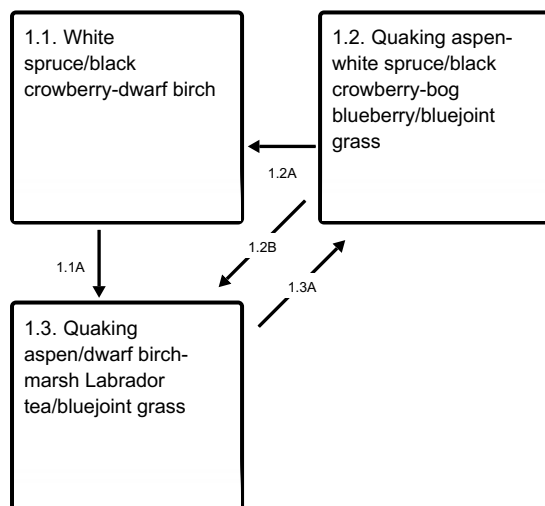 1.1. White
spruce/black
crowberry-dwarf birch
1.2. Quaking aspen-
white spruce/black
crowberry-bog
blueberry/bluejoint
grass
1.2A
1.2B
1.1A
1.3A
1.3. Quaking
aspen/dwarf birch-
marsh Labrador
tea/bluejoint grass